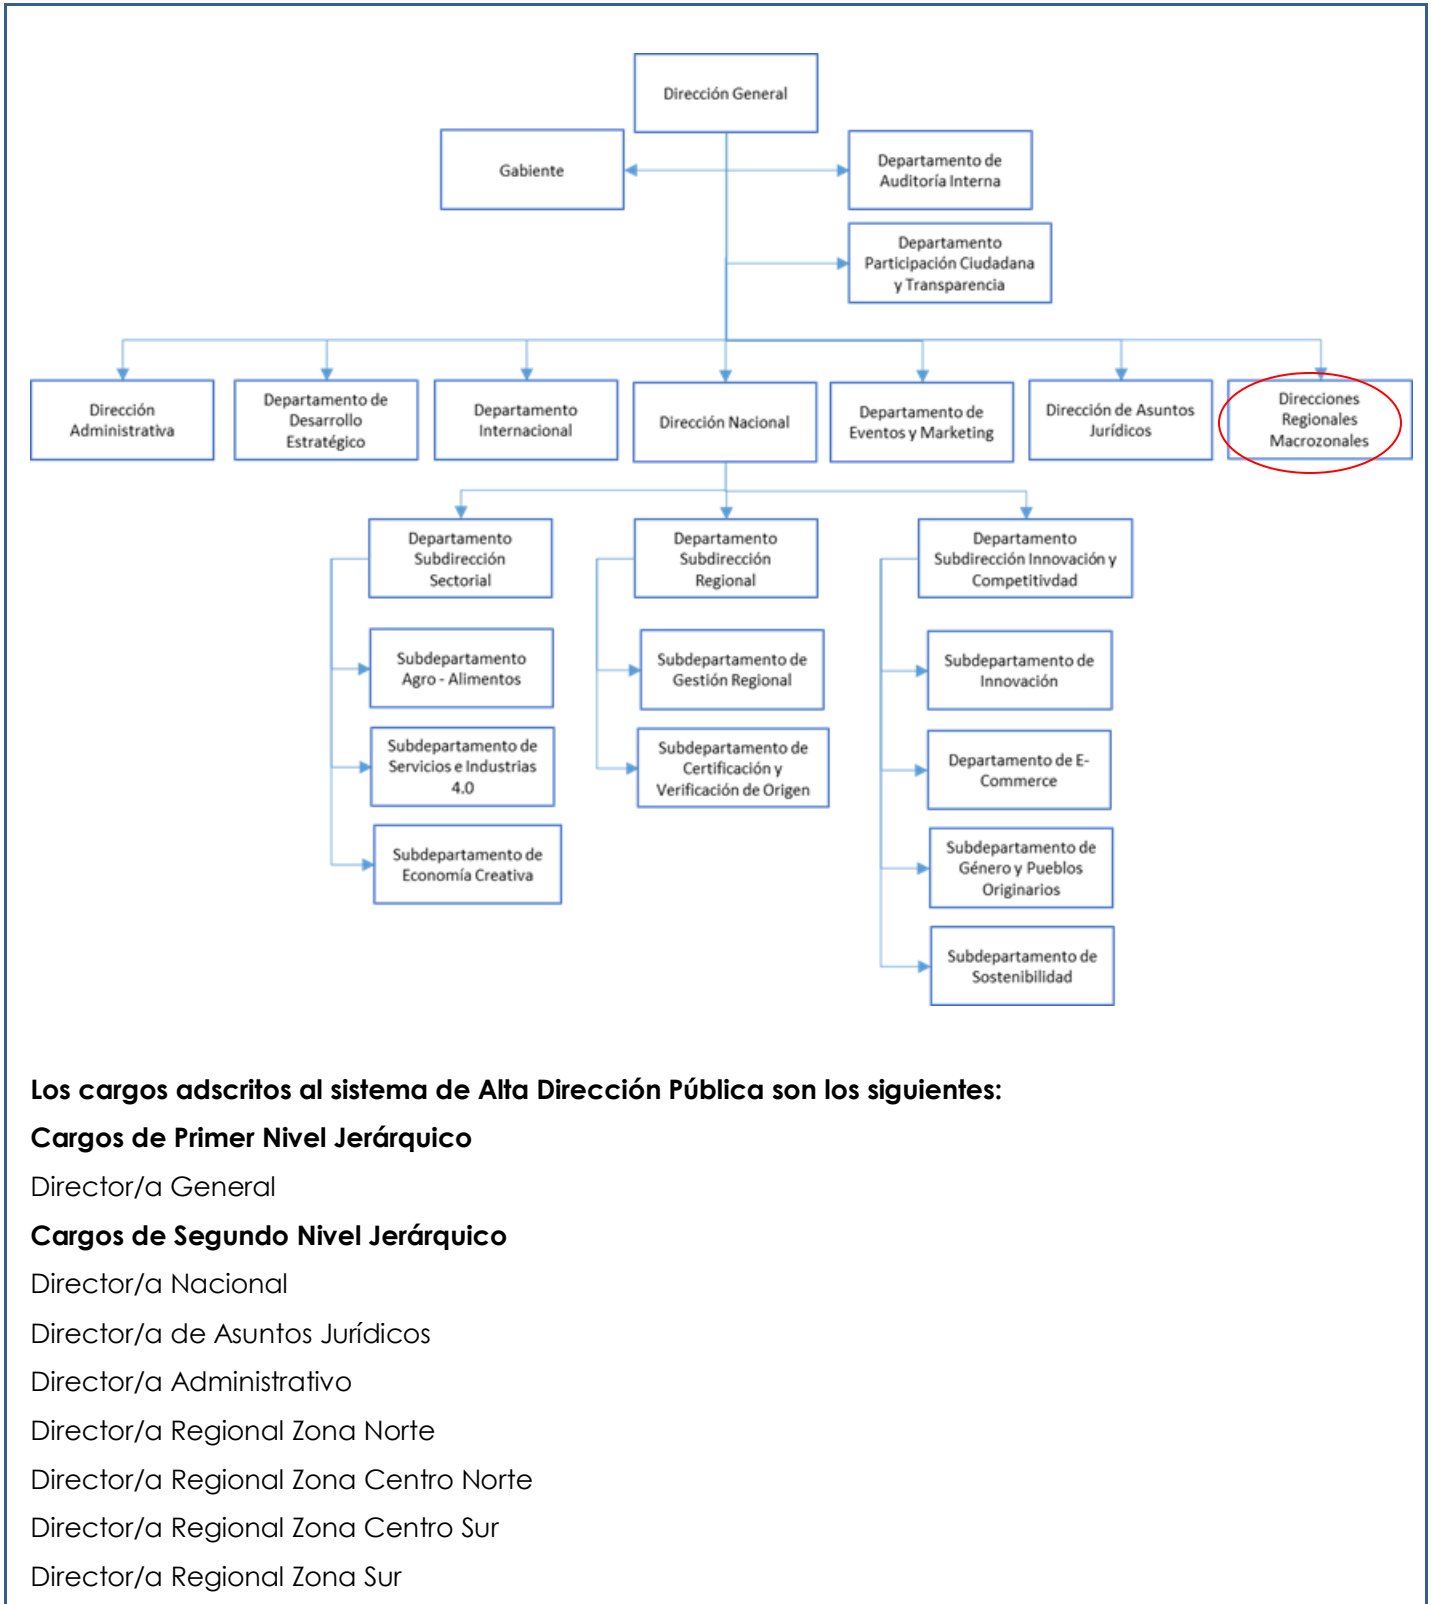 Dirección General
Gabiente
Departamento de
Auditoría Interna
Departamento
Participación Ciudadana
y Transparencia
Dirección
Administrativa
Departamento de
Desarrollo
Estratégico
Departamento
Internacional
Dirección Nacional
Departamento de
Eventos y Marketing
Dirección de Asuntos
Jurídicos
Direcciones
Regionales
Macrozonales
Departamento
Subdirección
Sectorial
Departamento
Subdirección
Regional
Departamento
Subdirección Innovación y
Competitivdad
Subdepartamento
Agro - Alimentos
Subdepartamento de
Gestión Regional
Subdepartamento de
Innovación
Subdepartamento de
Servicios e Industrias
4.0
Subdepartamento de
Certificación y
Verificación de Origen
Departamento de E-
Commerce
Subdepartamento de
Economía Creativa
Subdepartamento de
Género y Pueblos
Originarios
Subdepartamento de
Sostenibilidad
Los cargos adscritos al sistema de Alta Dirección Pública son los siguientes:
Cargos de Primer Nivel Jerárquico
Director/a General
Cargos de Segundo Nivel Jerárquico
Director/a Nacional
Director/a de Asuntos Jurídicos
Director/a Administrativo
Director/a Regional Zona Norte
Director/a Regional Zona Centro Norte
Director/a Regional Zona Centro Sur
Director/a Regional Zona Sur